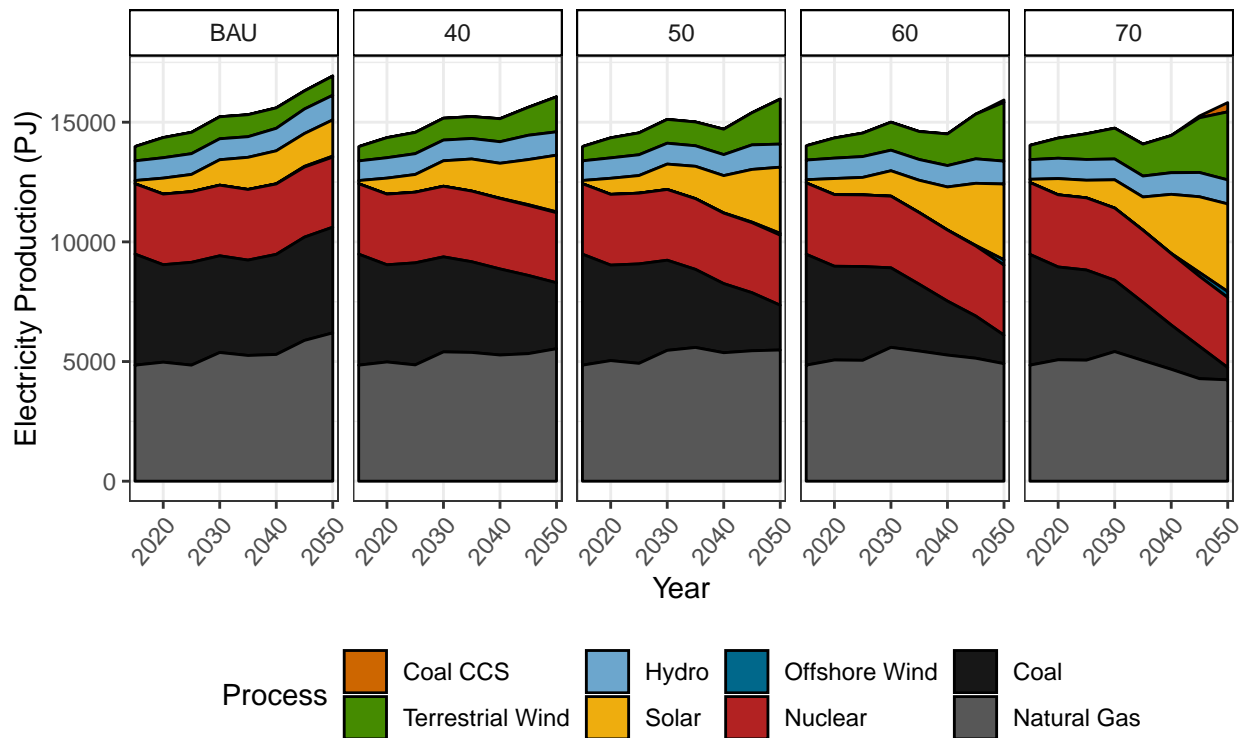 BAU 40 50 60 70
Electricity Production (PJ)
15000
10000
5000
0
2020 2030 2040 2050 2020 2030 2040 2050 2020 2030 2040 2050 2020 2030 2040 2050 2020 2030 2040 2050
Year
Process
Coal CCS Hydro Offshore Wind Coal
Terrestrial Wind Solar Nuclear Natural Gas